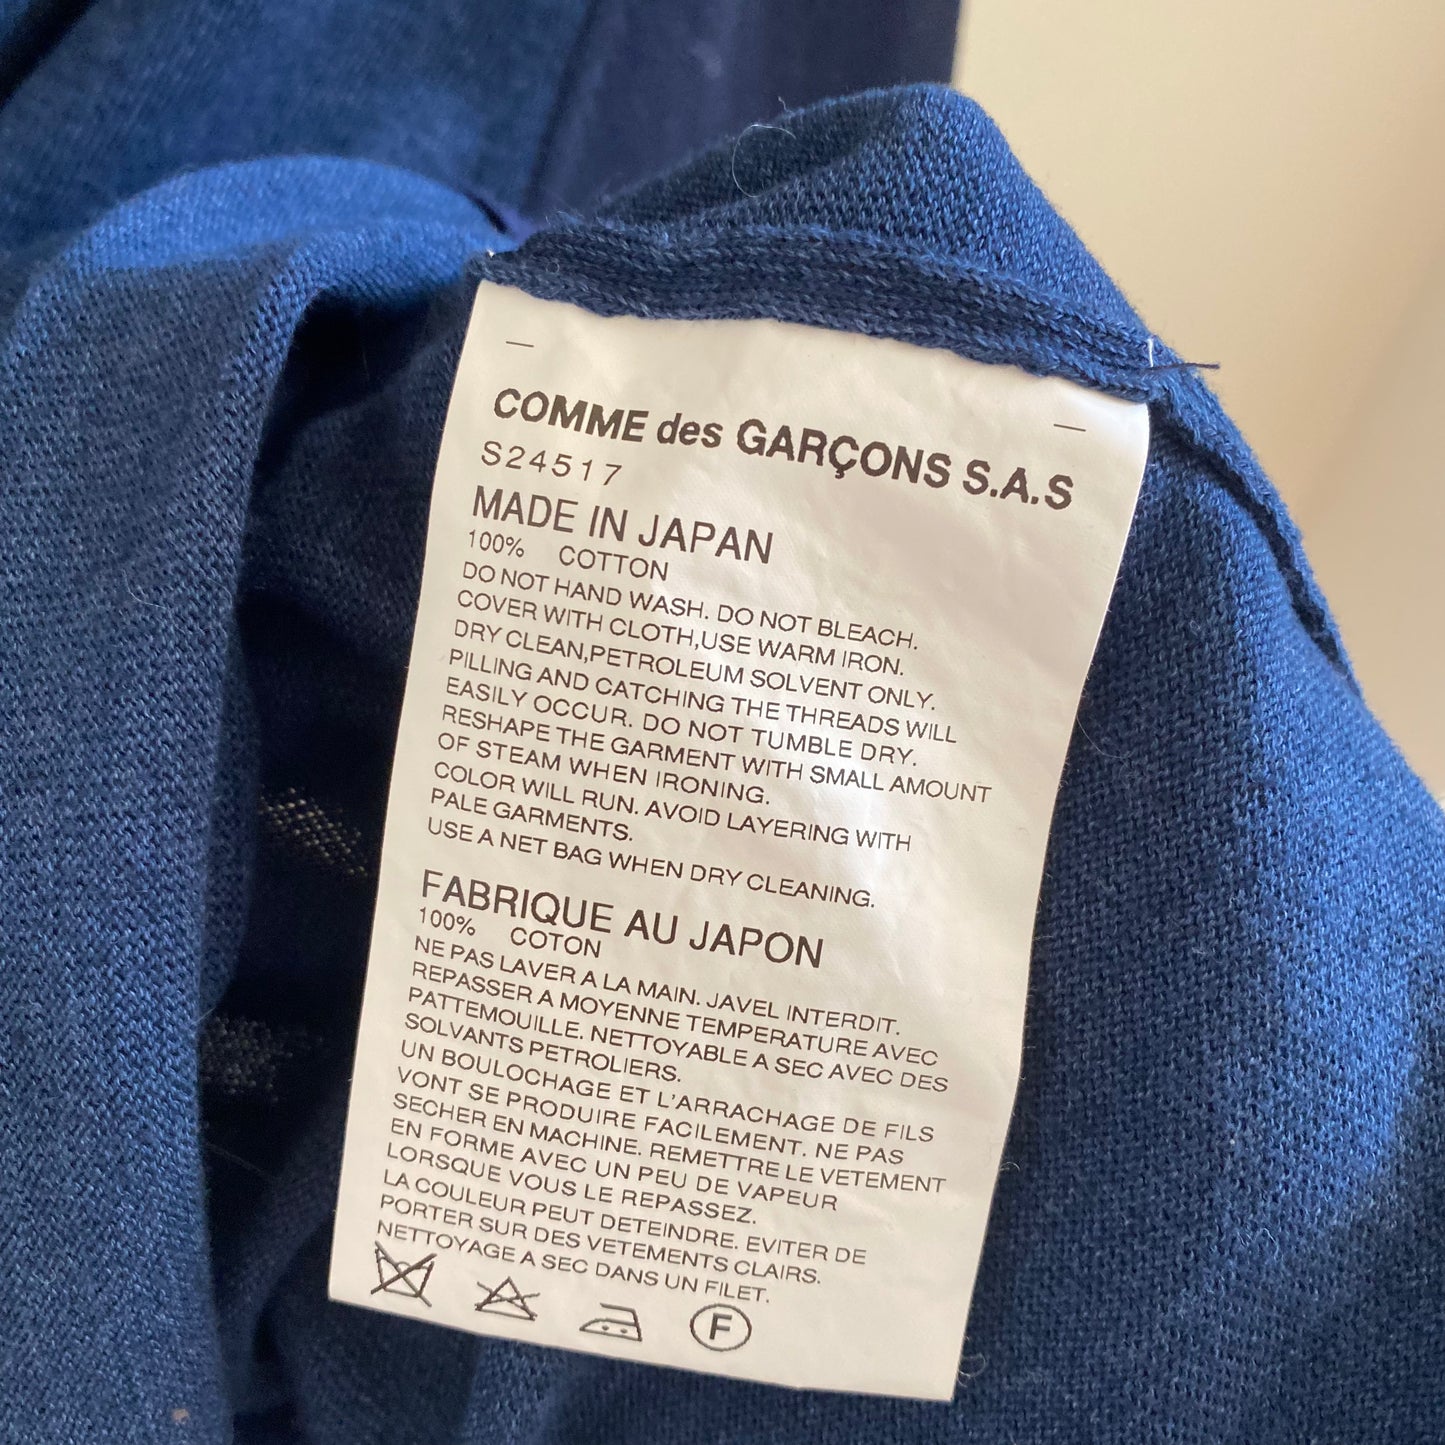 COMME des GARÇONS S.A.S
S24517
MADE IN JAPAN
100% COTTON
DO NOT HAND WASH. DO NOT BLEACH.
COVER WITH CLOTH,USE WARM IRON.
DRY CLEAN,PETROLEUM SOLVENT ONLY.
PILLING AND CATCHING THE THREADS WILL
EASILY OCCUR. DO NOT TUMBLE DRY.
RESHAPE THE GARMENT WITH SMALL AMOUNT
OF STEAM WHEN IRONING.
COLOR WILL RUN. AVOID LAYERING WITH
PALE GARMENTS.
USE A NET BAG WHEN DRY CLEANING.
FABRIQUE AU JAPON
100% COTON
NE PAS LAVER A LA MAIN. JAVEL INTERDIT.
REPASSER A MOYENNE TEMPERATURE AVEC
PATTEMOUILLE. NETTOYABLE A SEC AVEC DES
SOLVANTS PETROLIERS.
UN BOULOCHAGE ET L'ARRACHAGE DE FILS
VONT SE PRODUIRE FACILEMENT. NE PAS
SECHER EN MACHINE. REMETTRE LE VETEMENT
EN FORME AVEC UN PEU DE VAPEUR
LORSQUE VOUS LE REPASSEZ.
LA COULEUR PEUT DETEINDRE. EVITER DE
PORTER SUR DES VETEMENTS CLAIRS.
NETTOYAGE A SEC DANS UN FILET.
F